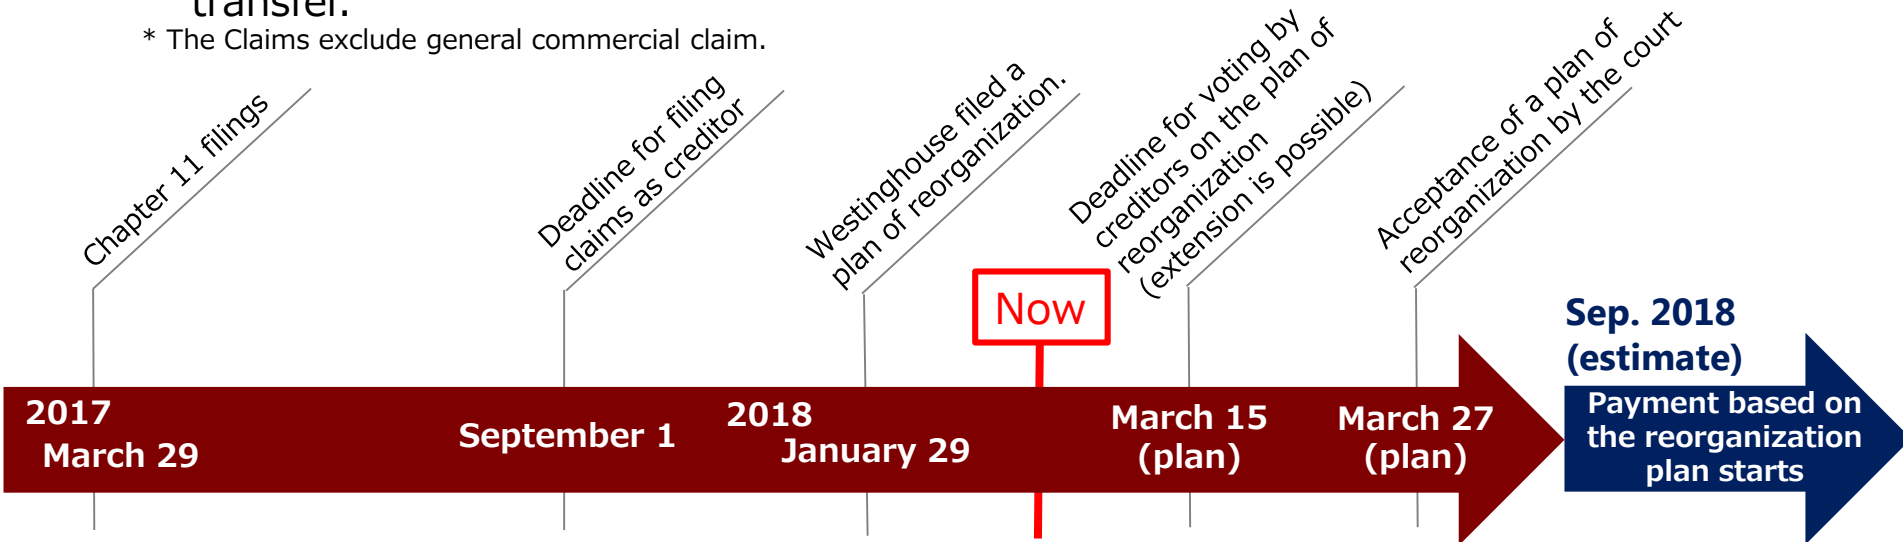 transfer.
* The Claims exclude general commercial claim.
Chapter 11 filings
Deadline for filing
claims as creditor
Westinghouse filed a
plan of reorganization.
Deadline for voting by
creditors on the plan of
reorganization
(extension is possible)
Acceptance of a plan of
reorganization by the court
Now
Sep. 2018
(estimate)
2017
March 29
September 1
2018
January 29
March 15
(plan)
March 27
(plan)
Payment based on
the reorganization
plan starts